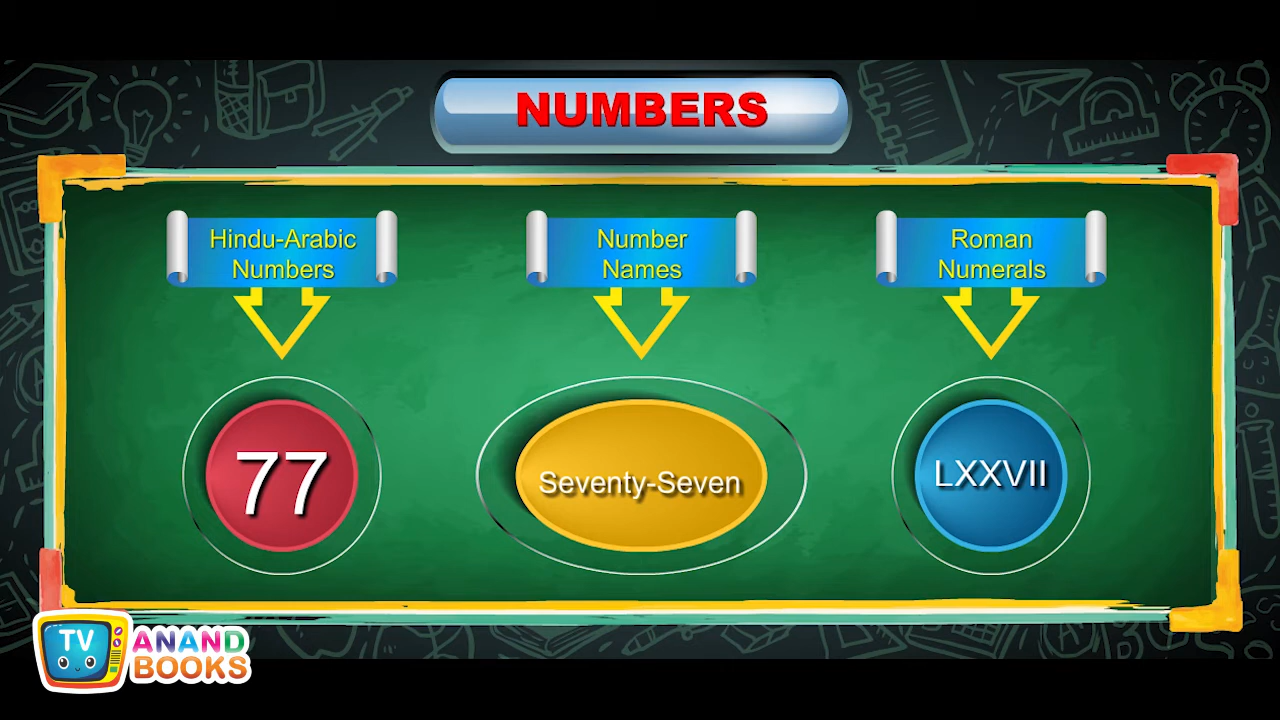 NUMBERS
Hindu-Arabic
Numbers
Number
Names
Roman
Numerals
77
Seventy-Seven
LXXVII
TV
ANAND
BOOKS